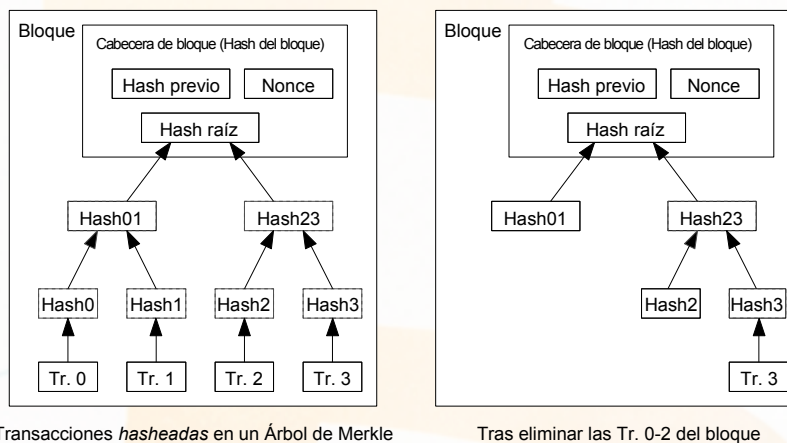 Bloque
Cabecera de bloque (Hash del bloque)
Hash previo
Nonce
Hash raíz
Hash01
Hash23
Hash0
Hash1
Hash2
Hash3
Tr. 0
Tr. 1
Tr. 2
Tr. 3
Transacciones hasheadas en un Árbol de Merkle
Bloque
Cabecera de bloque (Hash del bloque)
Hash previo
Nonce
Hash raíz
Hash01
Hash23
Hash2
Hash3
Tr. 3
Tras eliminar las Tr. 0-2 del bloque